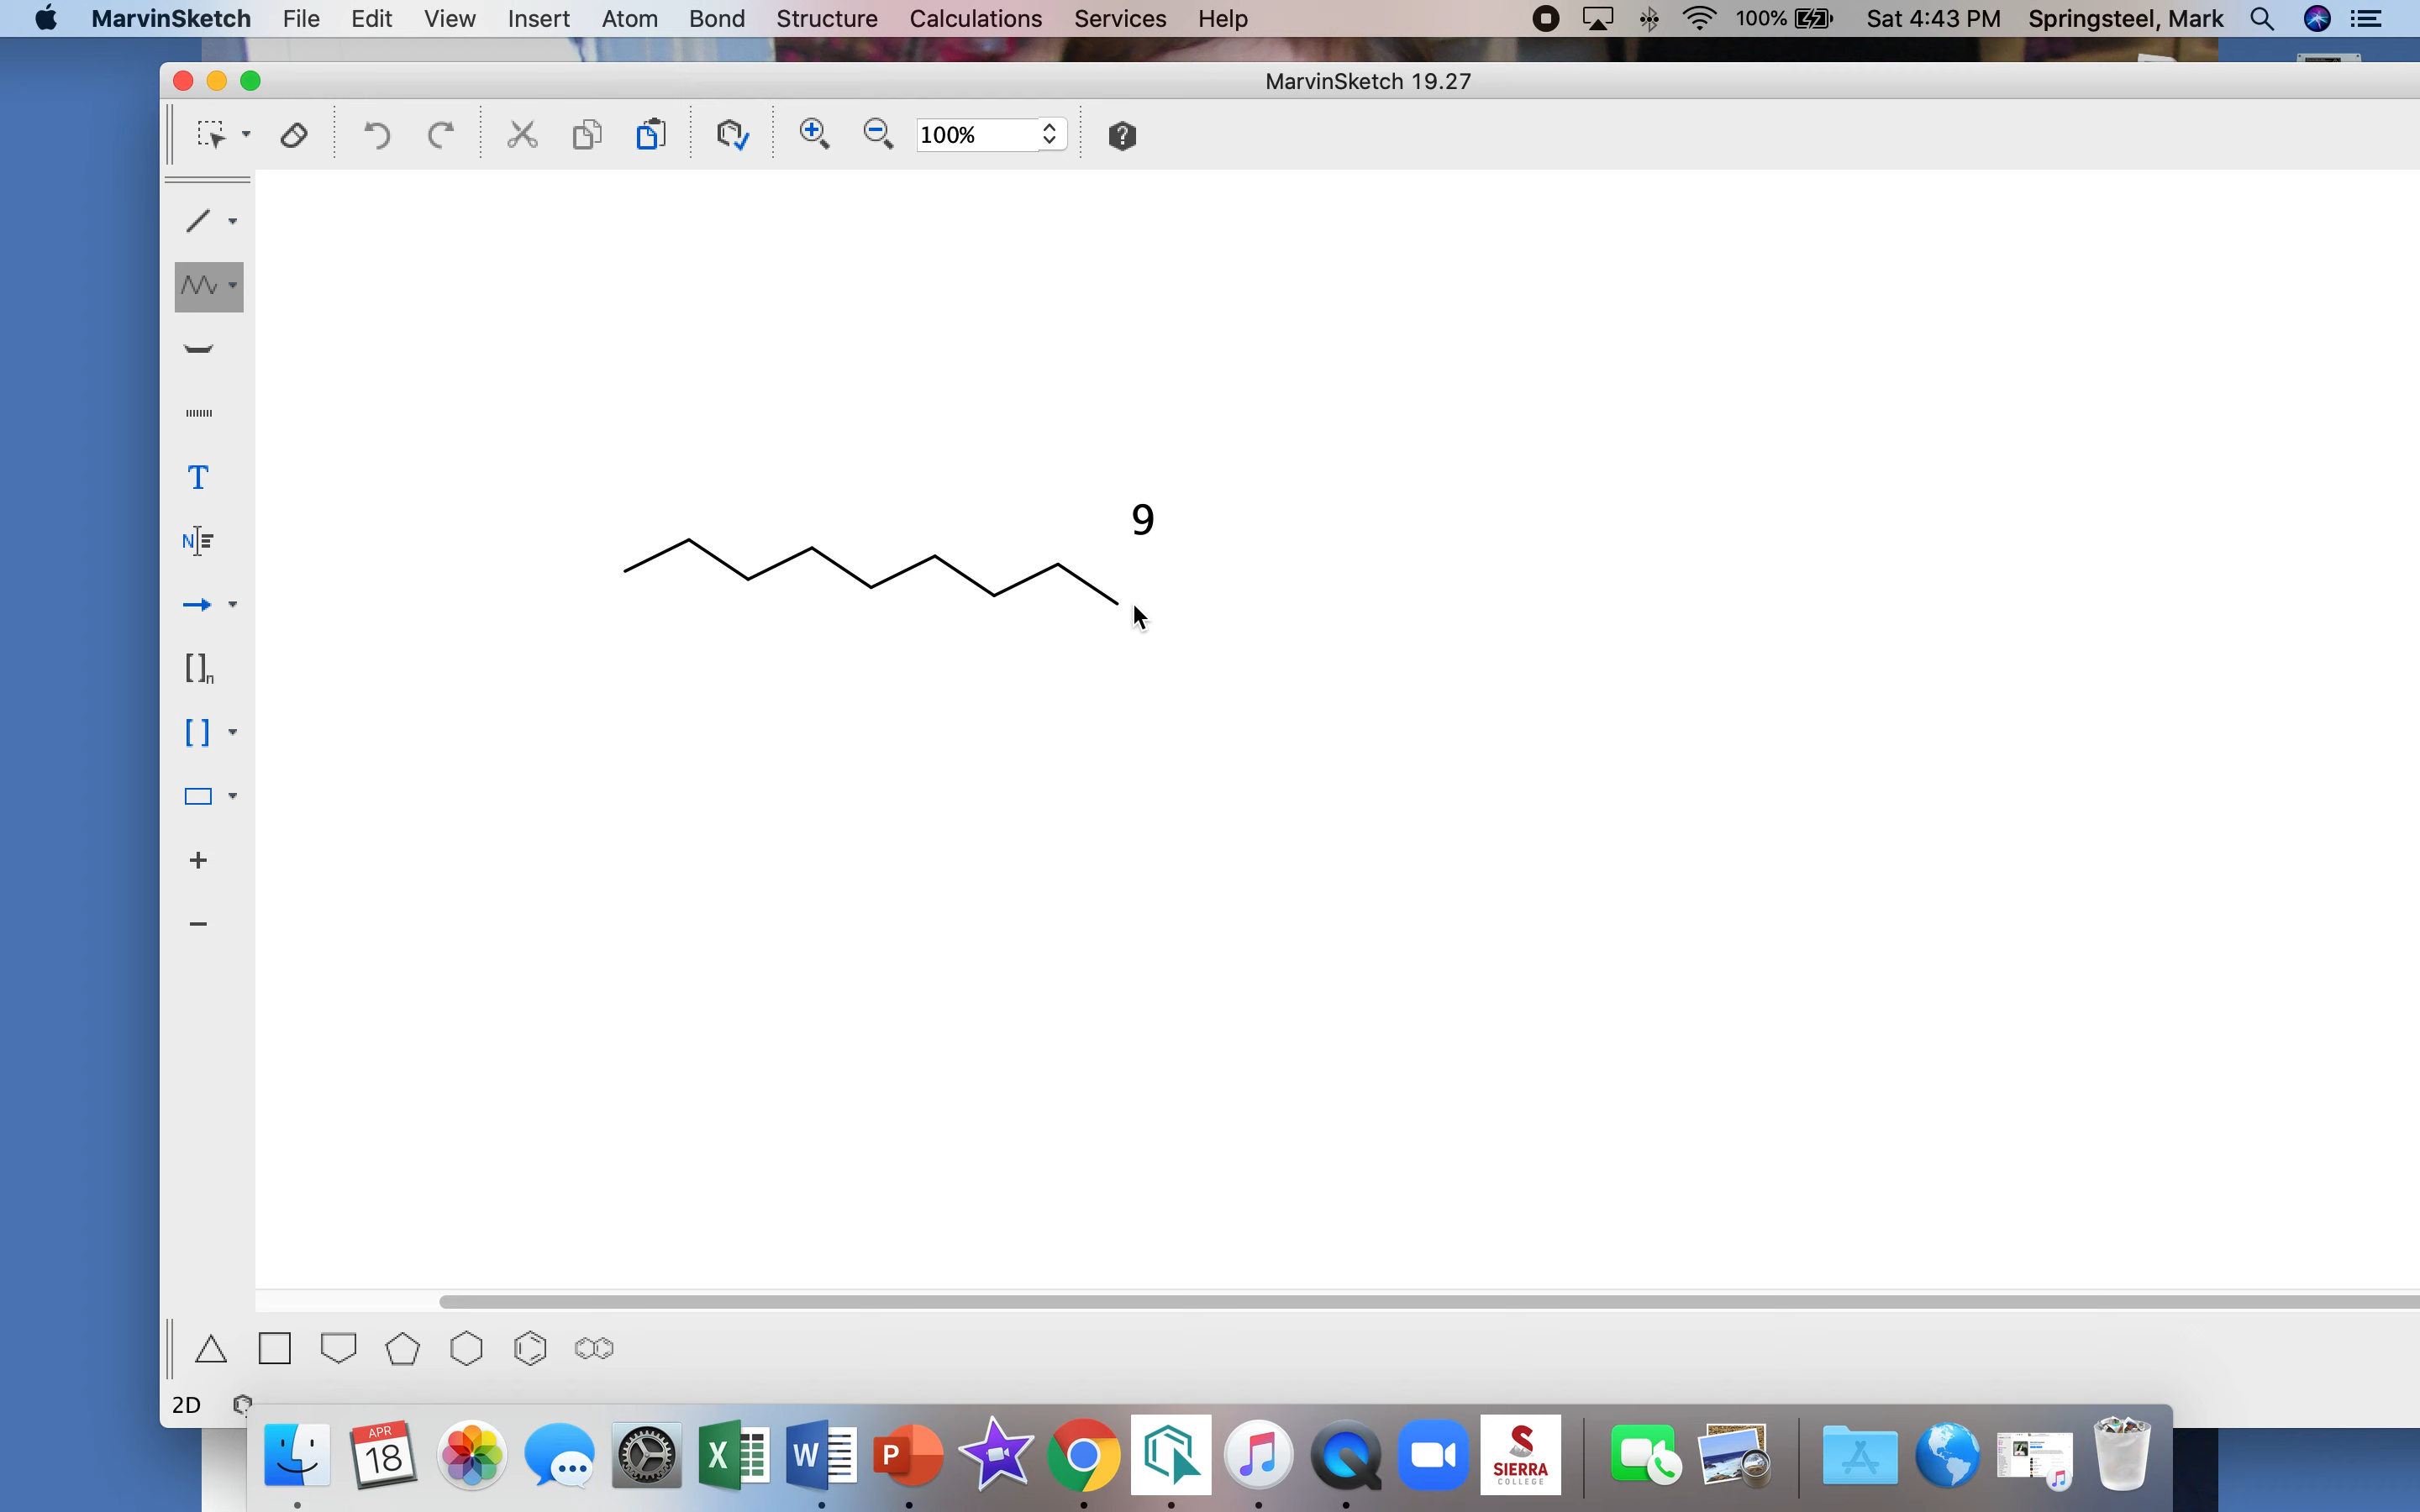 MarvinSketch File Edit View Insert Atom Bond Structure Calculations Services Help 100% Sat 4:43 PM Springsteel, Mark
MarvinSketch 19.27
100% ?
T
N
[ ]n
[ ]
9
2D
APR
18
X
W
P
S
SIERRA
COLLEGE